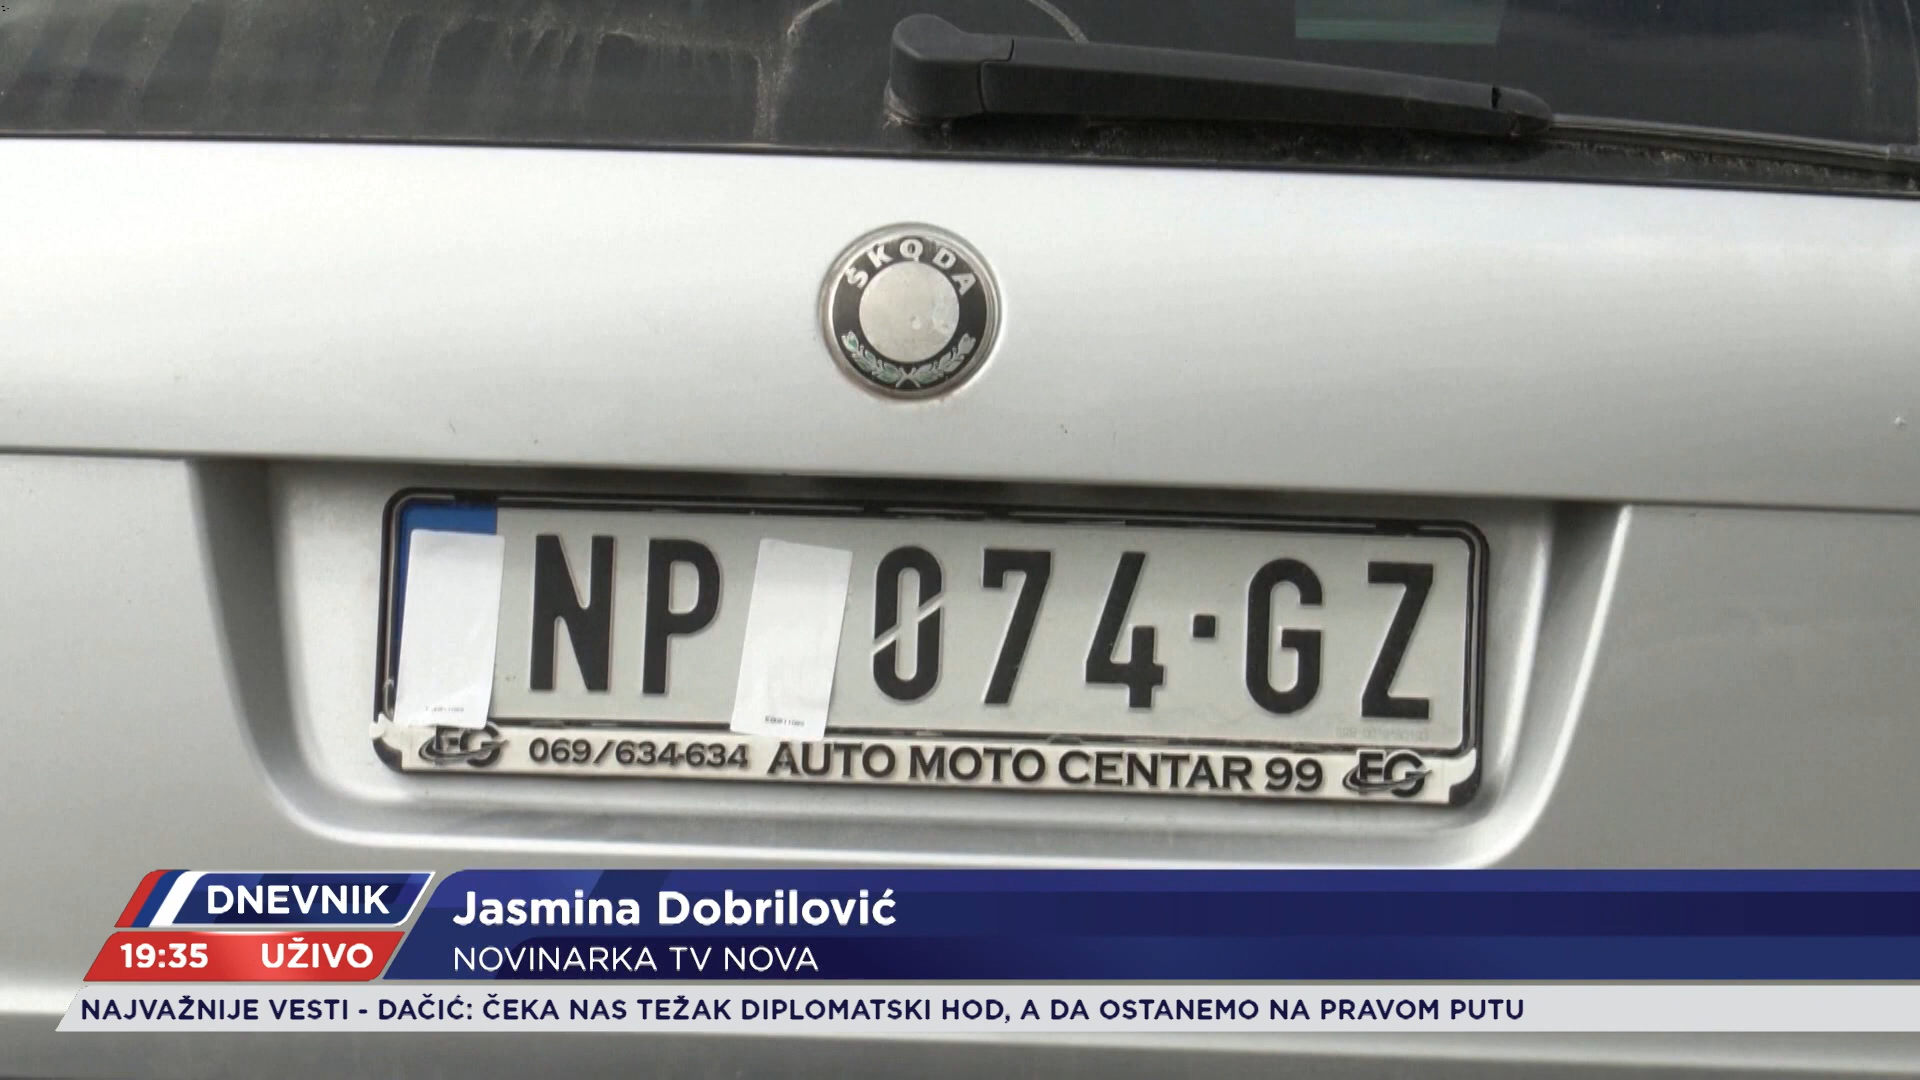 ŠKODA
NP 074·GZ
069/634-634 AUTO MOTO CENTAR 99
DNEVNIK
19:35 UŽIVO
Jasmina Dobrilović
NOVINARKA TV NOVA
NAJVAŽNIJE VESTI - DAČIĆ: ČEKA NAS TEŽAK DIPLOMATSKI HOD, A DA OSTANEMO NA PRAVOM PUTU